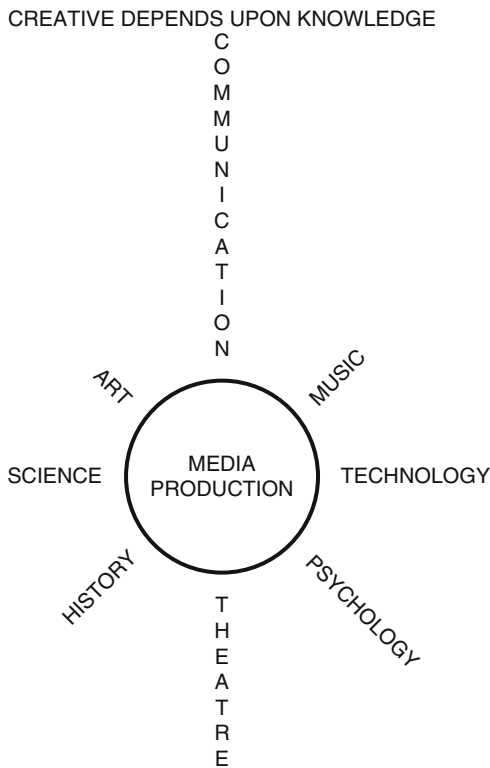 CREATIVE DEPENDS UPON KNOWLEDGE
COMMUNICATION
ART
MUSIC
SCIENCE
MEDIA
PRODUCTION
TECHNOLOGY
HISTORY
PSYCHOLOGY
THEATRE